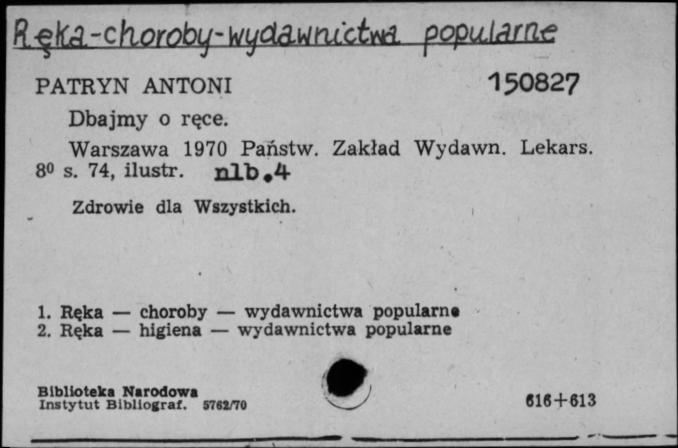 Ręka-choroby-wydawnictwa popularne
PATRYN ANTONI 150827
Dbajmy o ręce.
Warszawa 1970 Państw. Zakład Wydawn. Lekars.
8⁰ s. 74, ilustr. nlb.4
Zdrowie dla Wszystkich.
1. Ręka — choroby — wydawnictwa popularne
2. Ręka — higiena — wydawnictwa popularne
Biblioteka Narodowa
Instytut Bibliograf. 5762/70 616+613